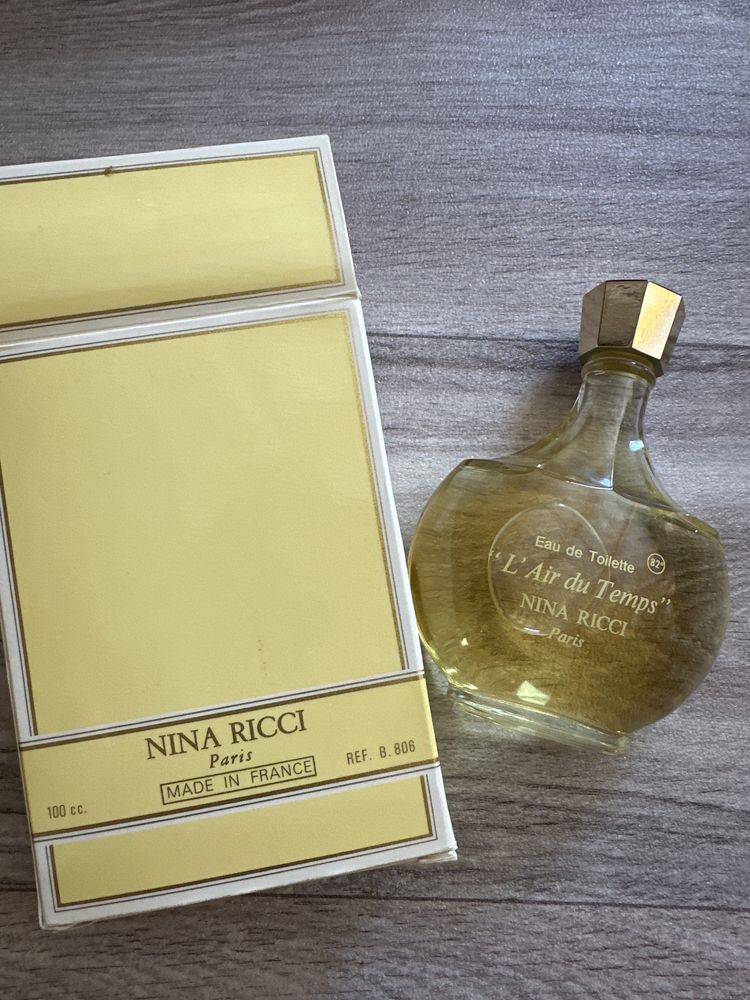 NINA RICCI
Paris
MADE IN FRANCE
REF. B. 806
100 cc.
Eau de Toilette
82°
“L'Air du Temps”
NINA RICCI
Paris